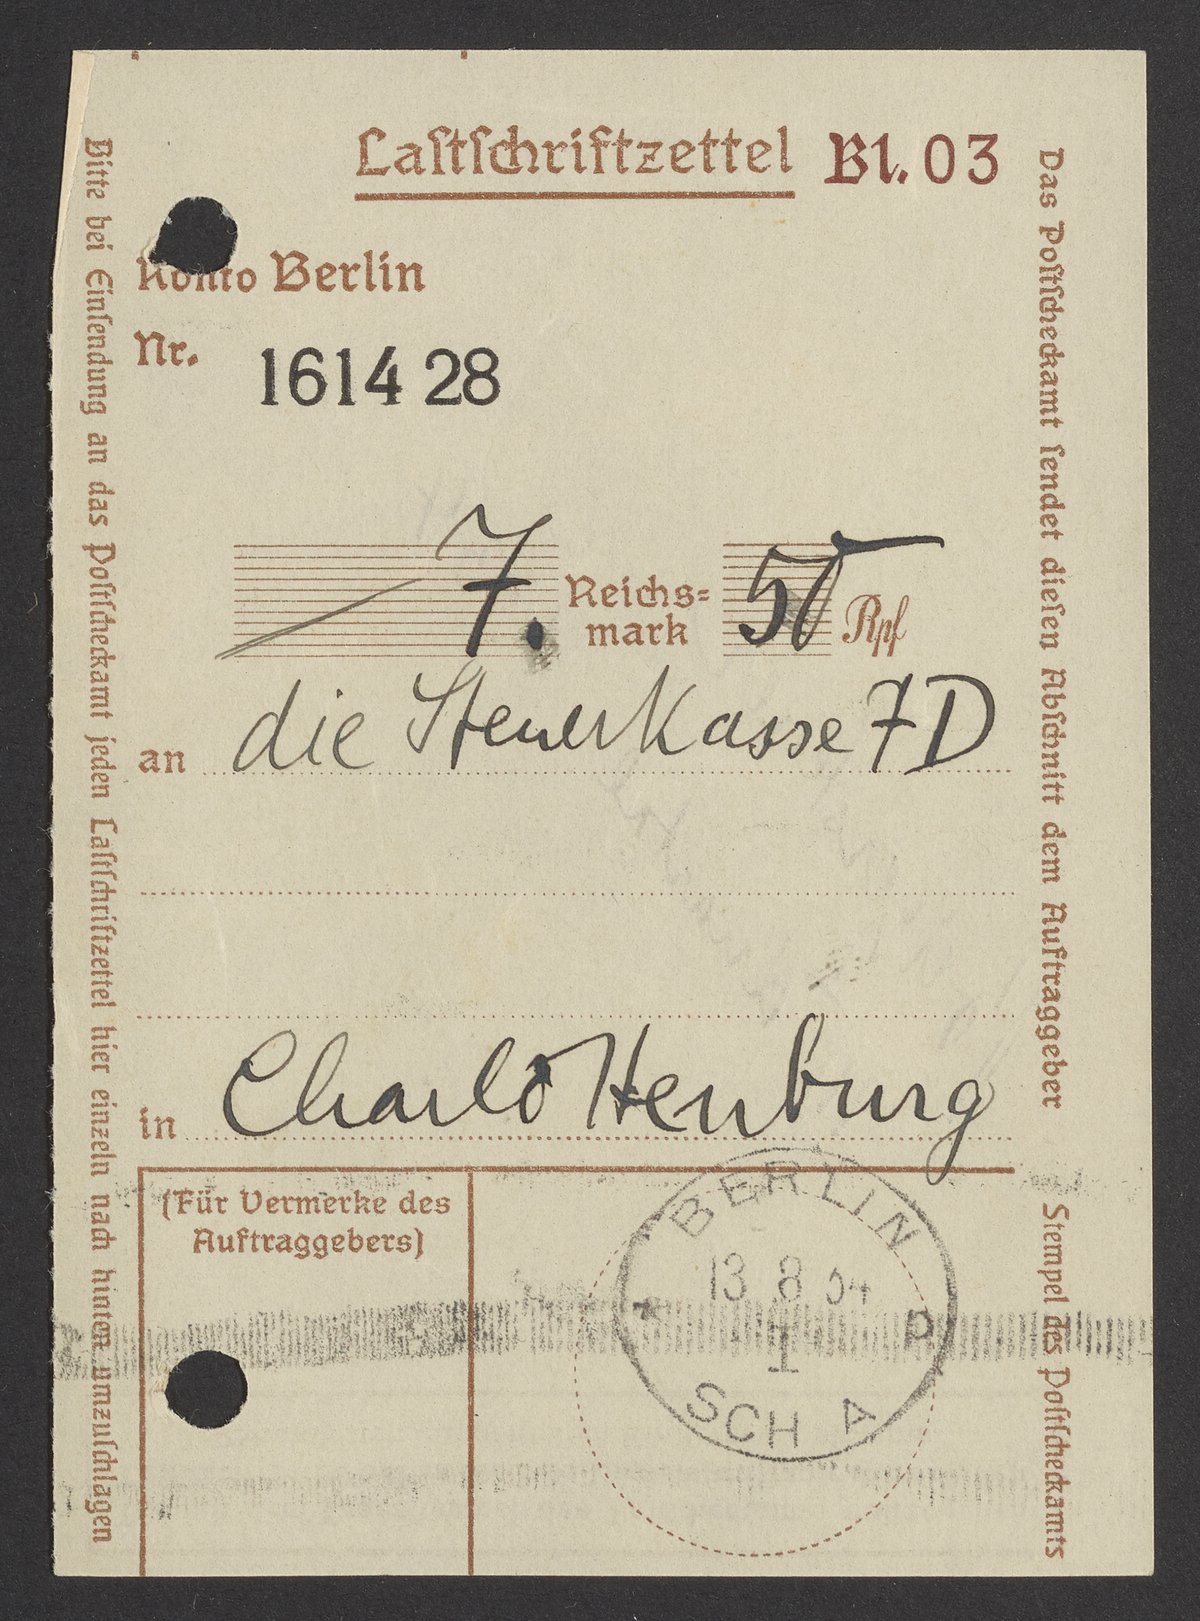 Lastschriftzettel Bl. 03
Konto Berlin
Nr. 1614 28
7. Reichs=
mark 50 Rpf
an die Steuerkasse 7D
in Charlottenburg
(Für Vermerke des
Auftraggebers)
BERLIN
13 8 34
I
SCH A
Bitte bei Einsendung an das Postscheckamt jeden Lastschriftzettel hier einzeln nach hinten umzuschlagen
Das Postscheckamt sendet diesen Abschnitt dem Auftraggeber
Stempel des Postscheckamts